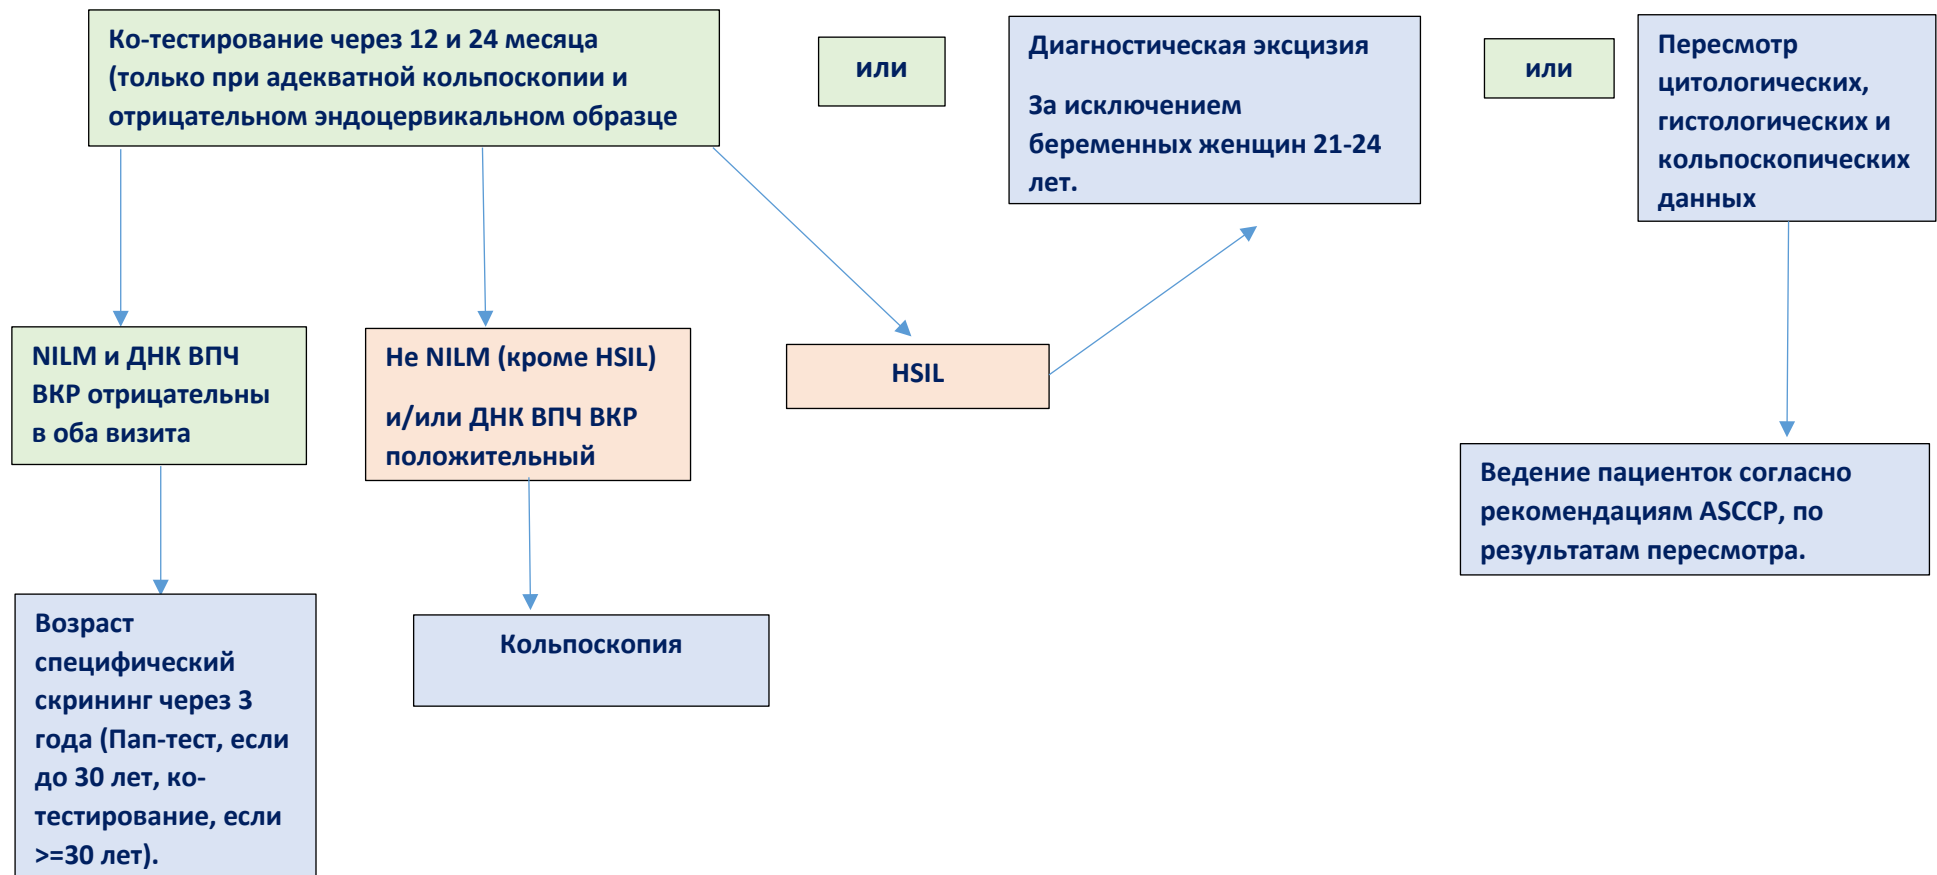 Ко-тестирование через 12 и 24 месяца
(только при адекватной кольпоскопии и
отрицательном эндоцервикальном образце
или
Диагностическая эксцизия
За исключением
беременных женщин 21-24
лет.
или
Пересмотр
цитологических,
гистологических и
кольпоскопических
данных
NILM и ДНК ВПЧ
ВКР отрицательны
в оба визита
Не NILM (кроме HSIL)
и/или ДНК ВПЧ ВКР
положительный
HSIL
Ведение пациенток согласно
рекомендациям ASCCP, по
результатам пересмотра.
Возраст
специфический
скрининг через 3
года (Пап-тест, если
до 30 лет, ко-
тестирование, если
>=30 лет).
Кольпоскопия